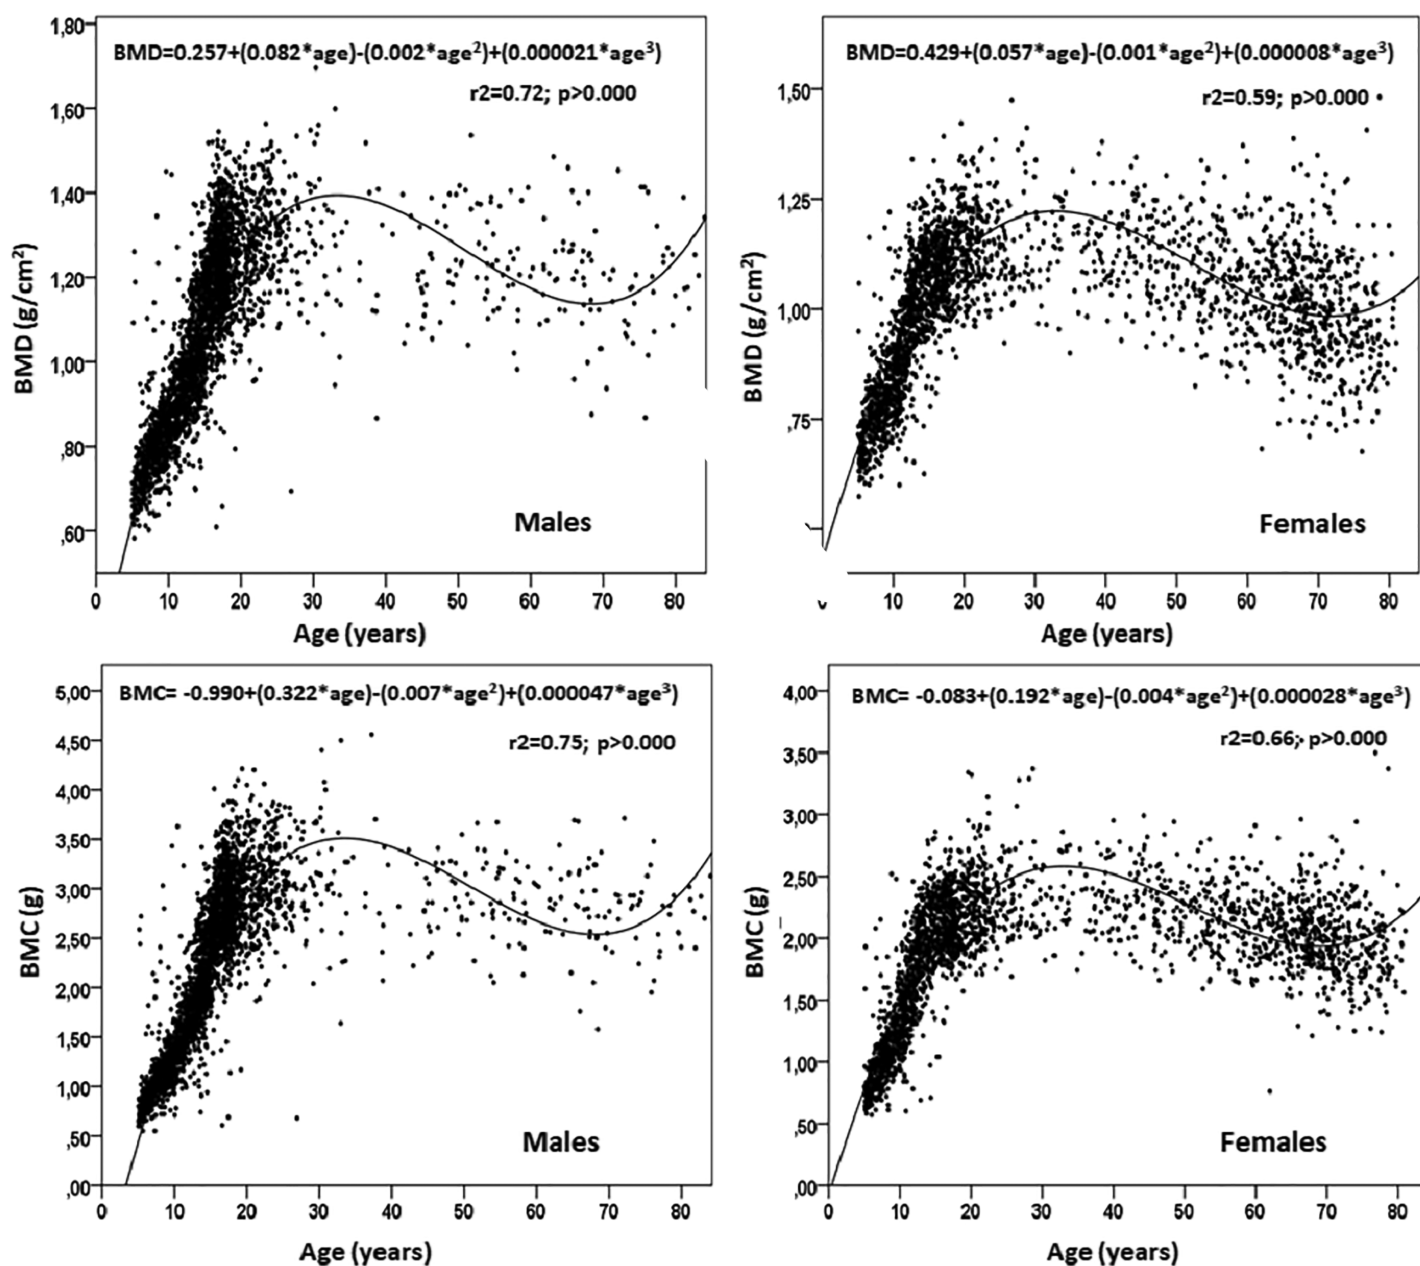 BMD=0.257+(0.082*age)-(0.002*age²)+(0.000021*age³)
r2=0.72; p>0.000
BMD (g/cm²)
1,80
1,60
1,40
1,20
1,00
,80
,60
Males
0 10 20 30 40 50 60 70 80
Age (years)
BMD=0.429+(0.057*age)-(0.001*age²)+(0.000008*age³)
r2=0.59; p>0.000
BMD (g/cm²)
1,50
1,25
1,00
,75
Females
10 20 30 40 50 60 70 80
Age (years)
BMC= -0.990+(0.322*age)-(0.007*age²)+(0.000047*age³)
r2=0.75; p>0.000
BMC (g)
5,00
4,50
4,00
3,50
3,00
2,50
2,00
1,50
1,00
,50
,00
Males
0 10 20 30 40 50 60 70 80
Age (years)
BMC= -0.083+(0.192*age)-(0.004*age²)+(0.000028*age³)
r2=0.66; p>0.000
BMC (g)
4,00
3,50
3,00
2,50
2,00
1,50
1,00
,50
,00
Females
0 10 20 30 40 50 60 70 80
Age (years)